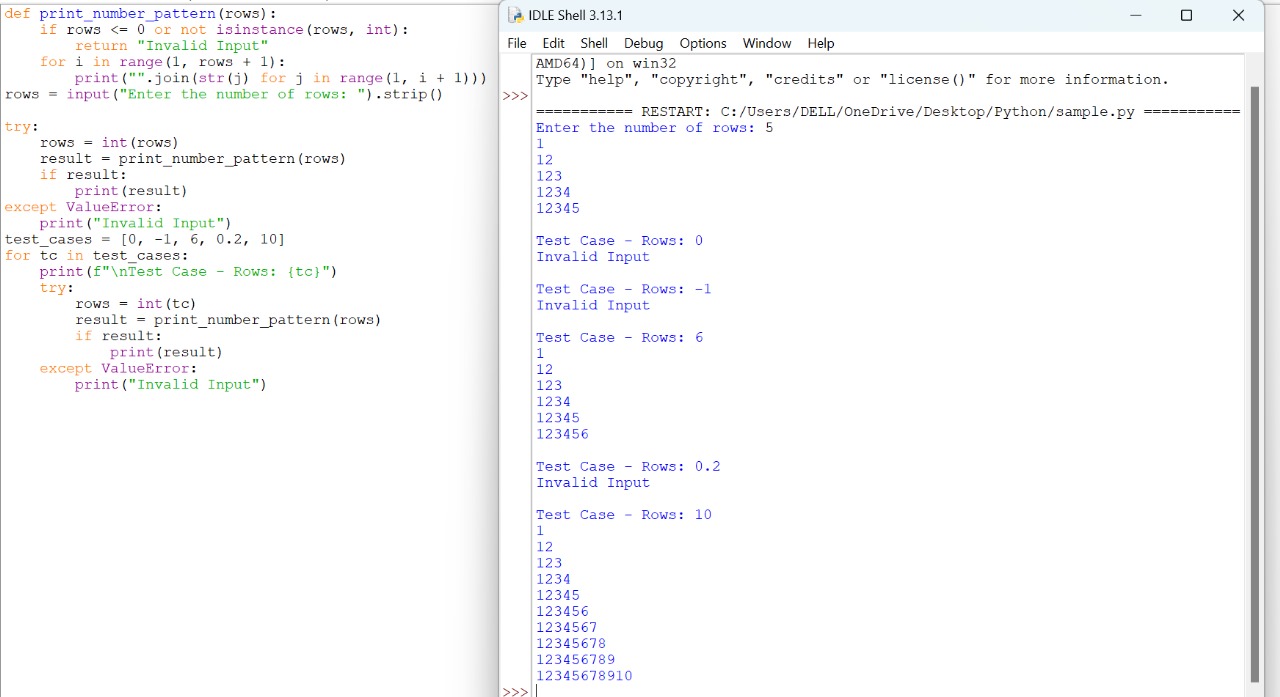 def print_number_pattern(rows):
    if rows <= 0 or not isinstance(rows, int):
        return "Invalid Input"
    for i in range(1, rows + 1):
        print("".join(str(j) for j in range(1, i + 1)))
rows = input("Enter the number of rows: ").strip()

try:
    rows = int(rows)
    result = print_number_pattern(rows)
    if result:
        print(result)
except ValueError:
    print("Invalid Input")
test_cases = [0, -1, 6, 0.2, 10]
for tc in test_cases:
    print(f"\nTest Case - Rows: {tc}")
    try:
        rows = int(tc)
        result = print_number_pattern(rows)
        if result:
            print(result)
    except ValueError:
        print("Invalid Input")
IDLE Shell 3.13.1
File Edit Shell Debug Options Window Help
AMD64)] on win32
Type "help", "copyright", "credits" or "license()" for more information.
>>>
=========== RESTART: C:/Users/DELL/OneDrive/Desktop/Python/sample.py ===========
Enter the number of rows: 5
1
12
123
1234
12345

Test Case - Rows: 0
Invalid Input

Test Case - Rows: -1
Invalid Input

Test Case - Rows: 6
1
12
123
1234
12345
123456

Test Case - Rows: 0.2
Invalid Input

Test Case - Rows: 10
1
12
123
1234
12345
123456
1234567
12345678
123456789
12345678910
>>>